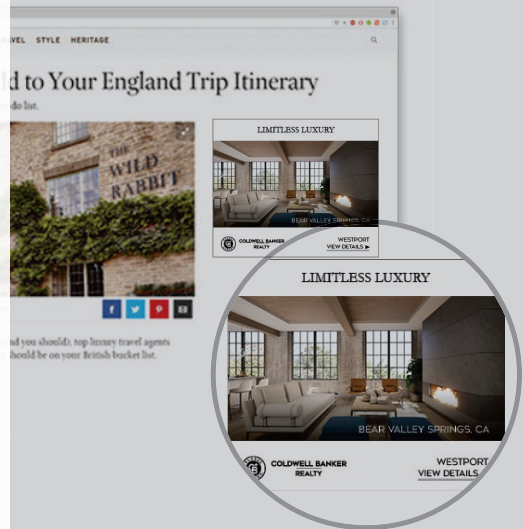 VEL STYLE HERITAGE
d to Your England Trip Itinerary
do list.
THE
WILD
RABBIT
nd you should), top luxury travel agents
hould be on your British bucket list.
LIMITLESS LUXURY
BEAR VALLEY SPRINGS, CA
COLDWELL BANKER
REALTY
WESTPORT
VIEW DETAILS
LIMITLESS LUXURY
BEAR VALLEY SPRINGS, CA
COLDWELL BANKER
REALTY
WESTPORT
VIEW DETAILS